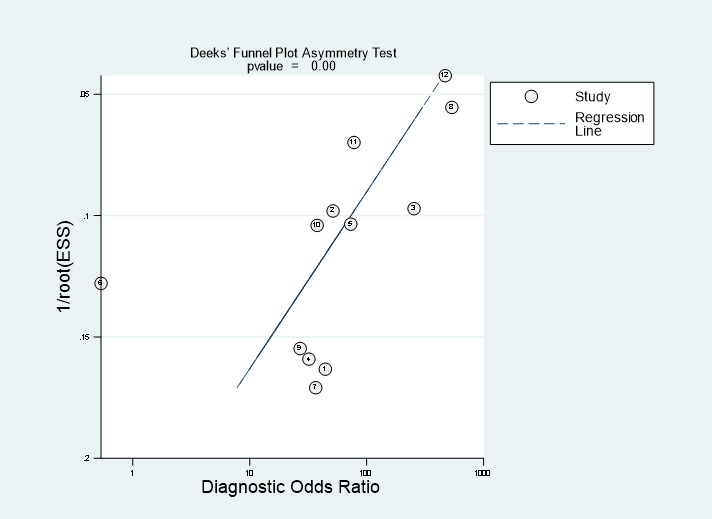 Deeks' Funnel Plot Asymmetry Test
pvalue = 0.00
.05
.1
.15
.2
1/root(ESS)
12
8
11
2
3
10
5
6
9
4
1
7
1
10
100
1000
Diagnostic Odds Ratio
Study
Regression
Line